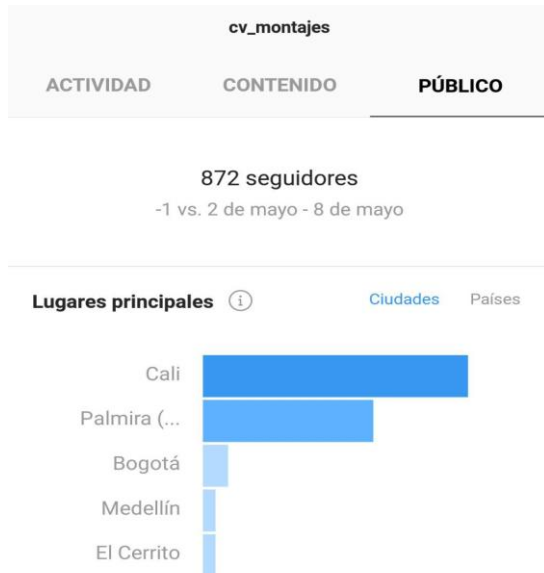 cv_montajes
ACTIVIDAD CONTENIDO PÚBLICO
872 seguidores
-1 vs. 2 de mayo - 8 de mayo
Lugares principales i Ciudades Países
Cali
Palmira (...
Bogotá
Medellín
El Cerrito